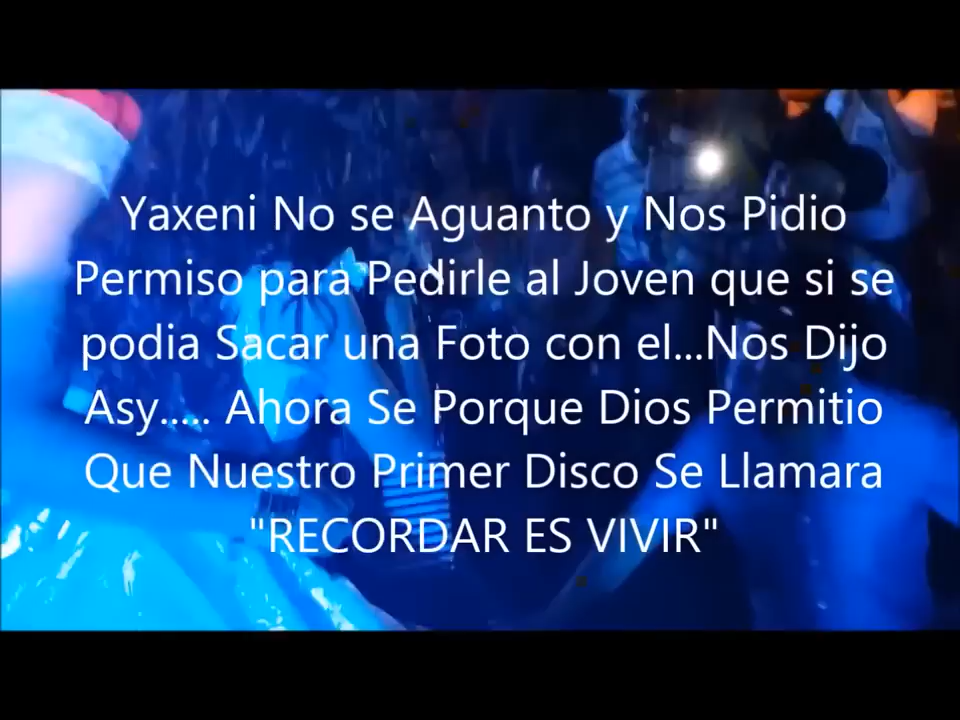 Yaxeni No se Aguanto y Nos Pidio
Permiso para Pedirle al Joven que si se
podia Sacar una Foto con el...Nos Dijo
Asy.... Ahora Se Porque Dios Permitio
Que Nuestro Primer Disco Se Llamara
"RECORDAR ES VIVIR"